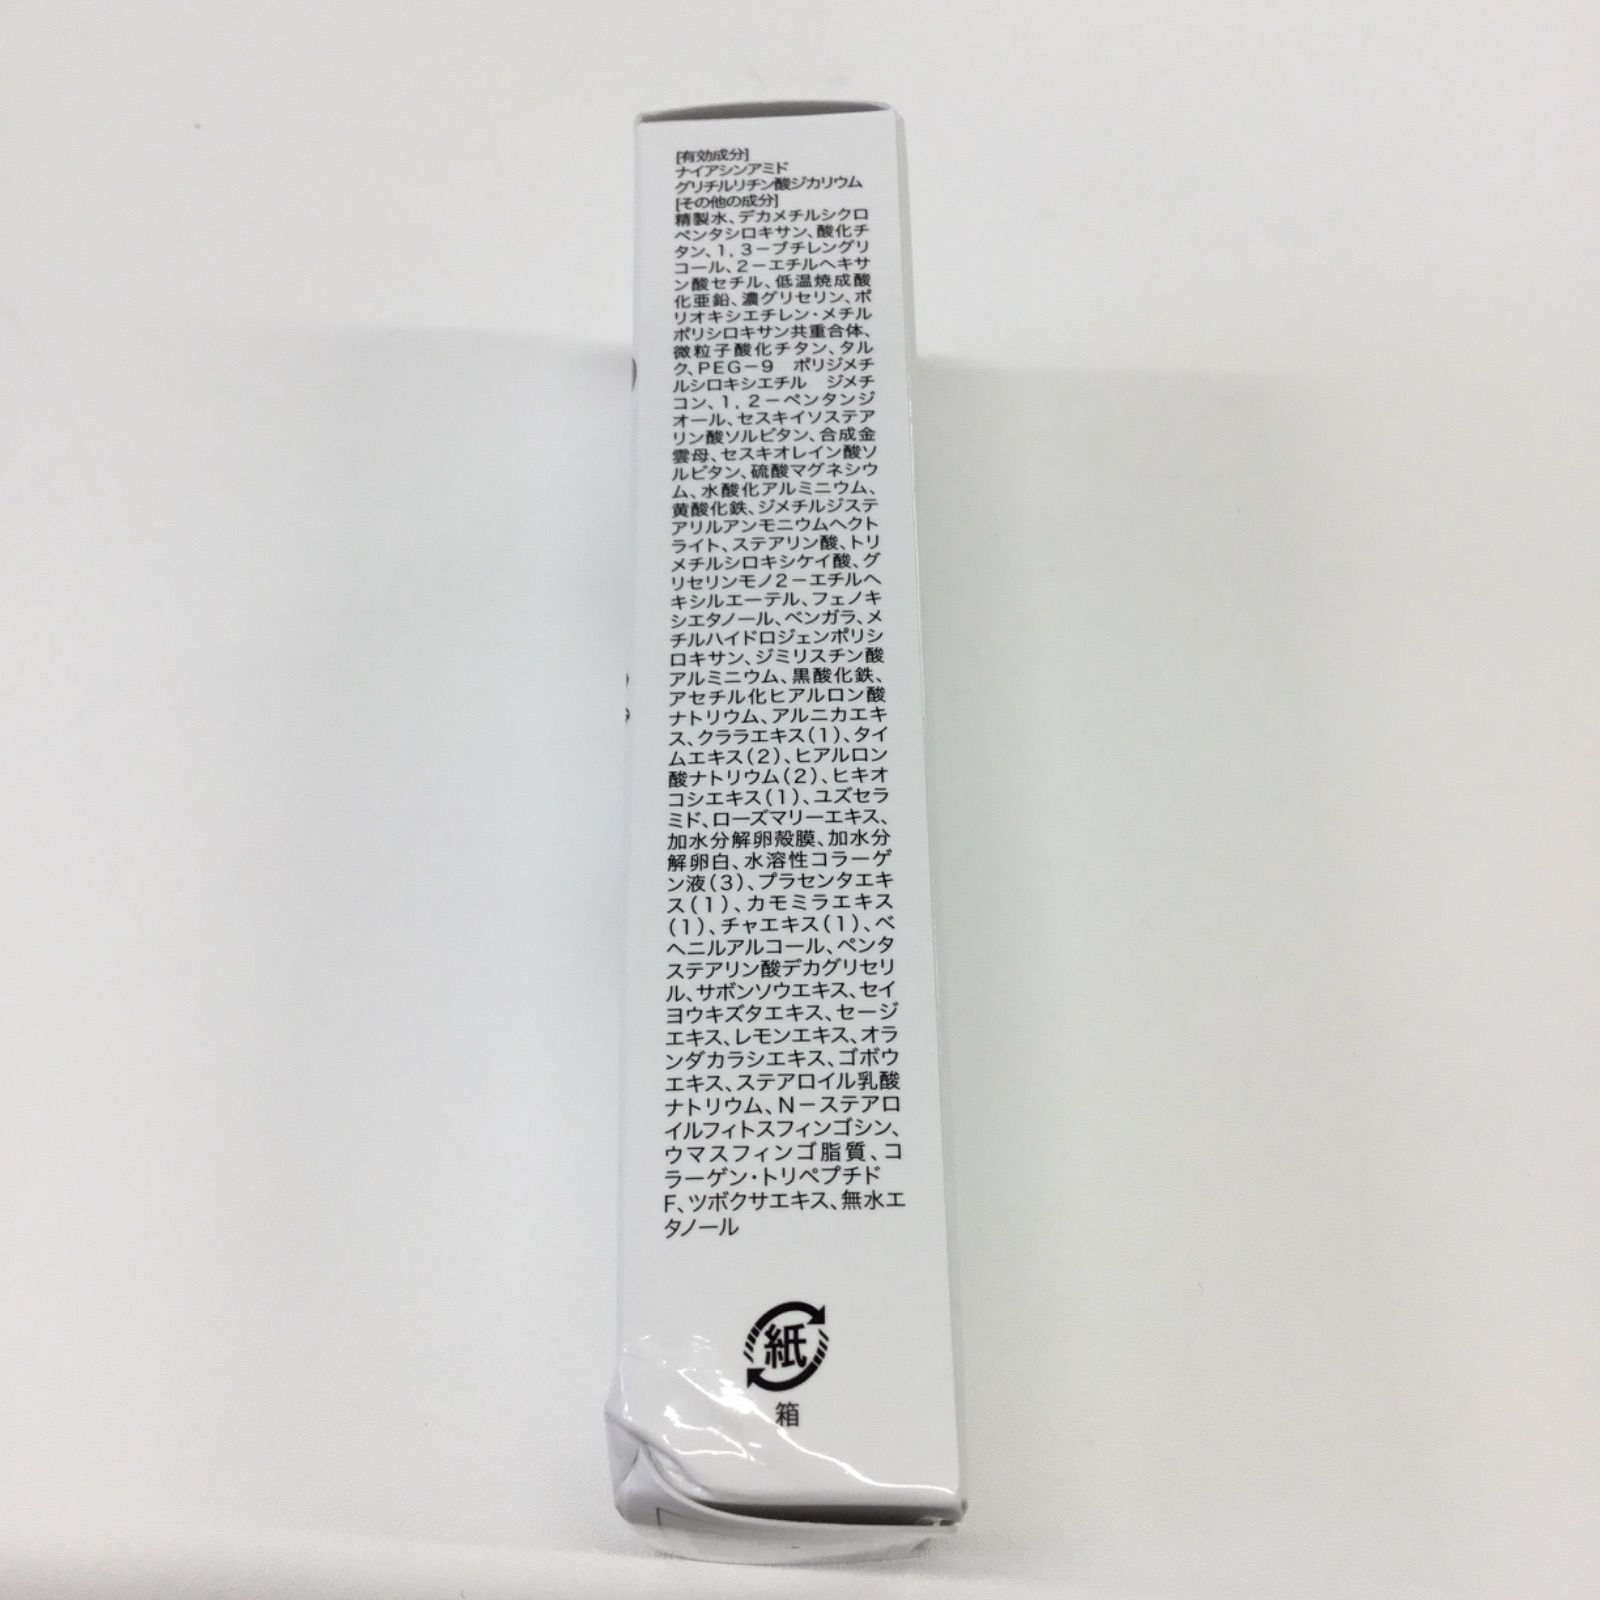 [有効成分]
ナイアシンアミド
グリチルリチン酸ジカリウム
[その他の成分]
精製水、デカメチルシクロ
ペンタシロキサン、酸化チ
タン、1,3－ブチレングリ
コール、2－エチルヘキサ
ン酸セチル、低温焼成酸
化亜鉛、濃グリセリン、ポ
リオキシエチレン・メチル
ポリシロキサン共重合体、
微粒子酸化チタン、タル
ク、PEG－9　ポリジメチ
ルシロキシエチル　ジメチ
コン、1,2－ペンタンジ
オール、セスキイソステア
リン酸ソルビタン、合成金
雲母、セスキオレイン酸ソ
ルビタン、硫酸マグネシウ
ム、水酸化アルミニウム、
黄酸化鉄、ジメチルジステ
アリルアンモニウムヘクト
ライト、ステアリン酸、トリ
メチルシロキシケイ酸、グ
リセリンモノ2－エチルヘ
キシルエーテル、フェノキ
シエタノール、ベンガラ、メ
チルハイドロジェンポリシ
ロキサン、ジミリスチン酸
アルミニウム、黒酸化鉄、
アセチル化ヒアルロン酸
ナトリウム、アルニカエキ
ス、クララエキス(1)、タイ
ムエキス(2)、ヒアルロン
酸ナトリウム(2)、ヒキオ
コシエキス(1)、ユズセラ
ミド、ローズマリーエキス、
加水分解卵殻膜、加水分
解卵白、水溶性コラーゲ
ン液(3)、プラセンタエキ
ス(1)、カモミラエキス
(1)、チャエキス(1)、ベ
ヘニルアルコール、ペンタ
ステアリン酸デカグリセリ
ル、サボンソウエキス、セイ
ヨウキズタエキス、セージ
エキス、レモンエキス、オラ
ンダカラシエキス、ゴボウ
エキス、ステアロイル乳酸
ナトリウム、N－ステアロ
イルフィトスフィンゴシン、
ウマスフィンゴ脂質、コ
ラーゲン・トリペプチド
F、ツボクサエキス、無水エ
タノール
紙
箱